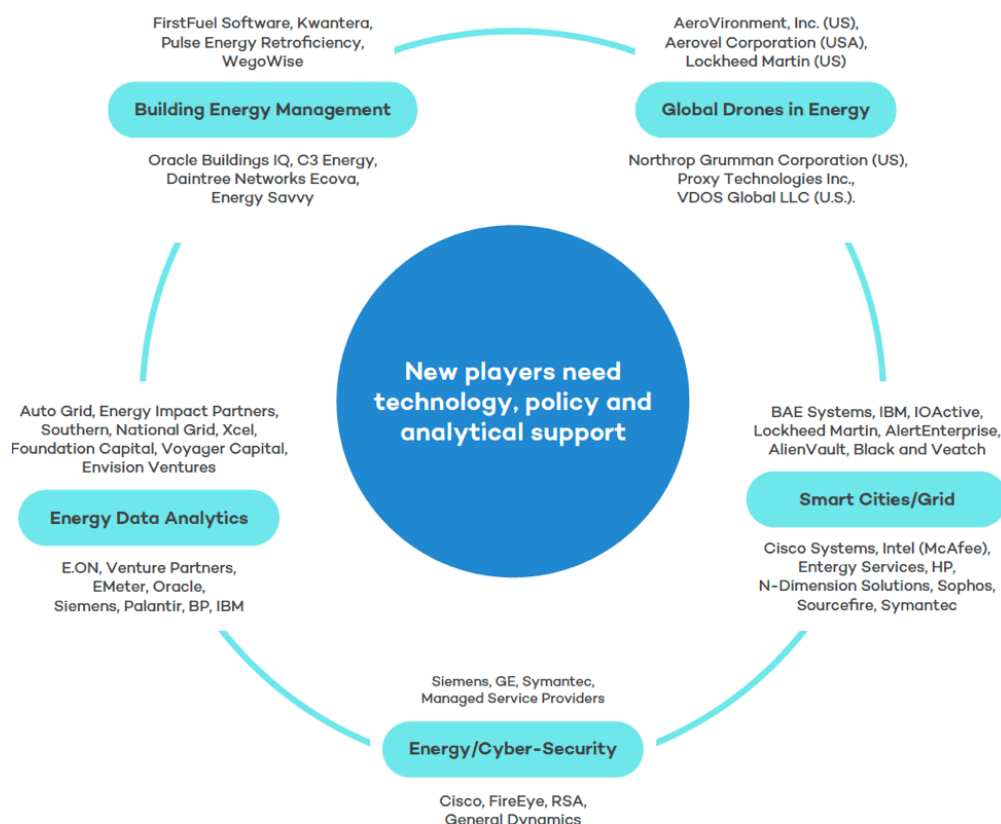 FirstFuel Software, Kwantera,
Pulse Energy Retroficiency,
WegoWise
Building Energy Management
Oracle Buildings IQ, C3 Energy,
Daintree Networks Ecova,
Energy Savvy
AeroVironment, Inc. (US),
Aerovel Corporation (USA),
Lockheed Martin (US)
Global Drones in Energy
Northrop Grumman Corporation (US),
Proxy Technologies Inc.,
VDOS Global LLC (U.S.).
New players need
technology, policy and
analytical support
Auto Grid, Energy Impact Partners,
Southern, National Grid, Xcel,
Foundation Capital, Voyager Capital,
Envision Ventures
Energy Data Analytics
E.ON, Venture Partners,
EMeter, Oracle,
Siemens, Palantir, BP, IBM
BAE Systems, IBM, IOActive,
Lockheed Martin, AlertEnterprise,
AlienVault, Black and Veatch
Smart Cities/Grid
Cisco Systems, Intel (McAfee),
Entergy Services, HP,
N-Dimension Solutions, Sophos,
Sourcefire, Symantec
Siemens, GE, Symantec,
Managed Service Providers
Energy/Cyber-Security
Cisco, FireEye, RSA,
General Dynamics